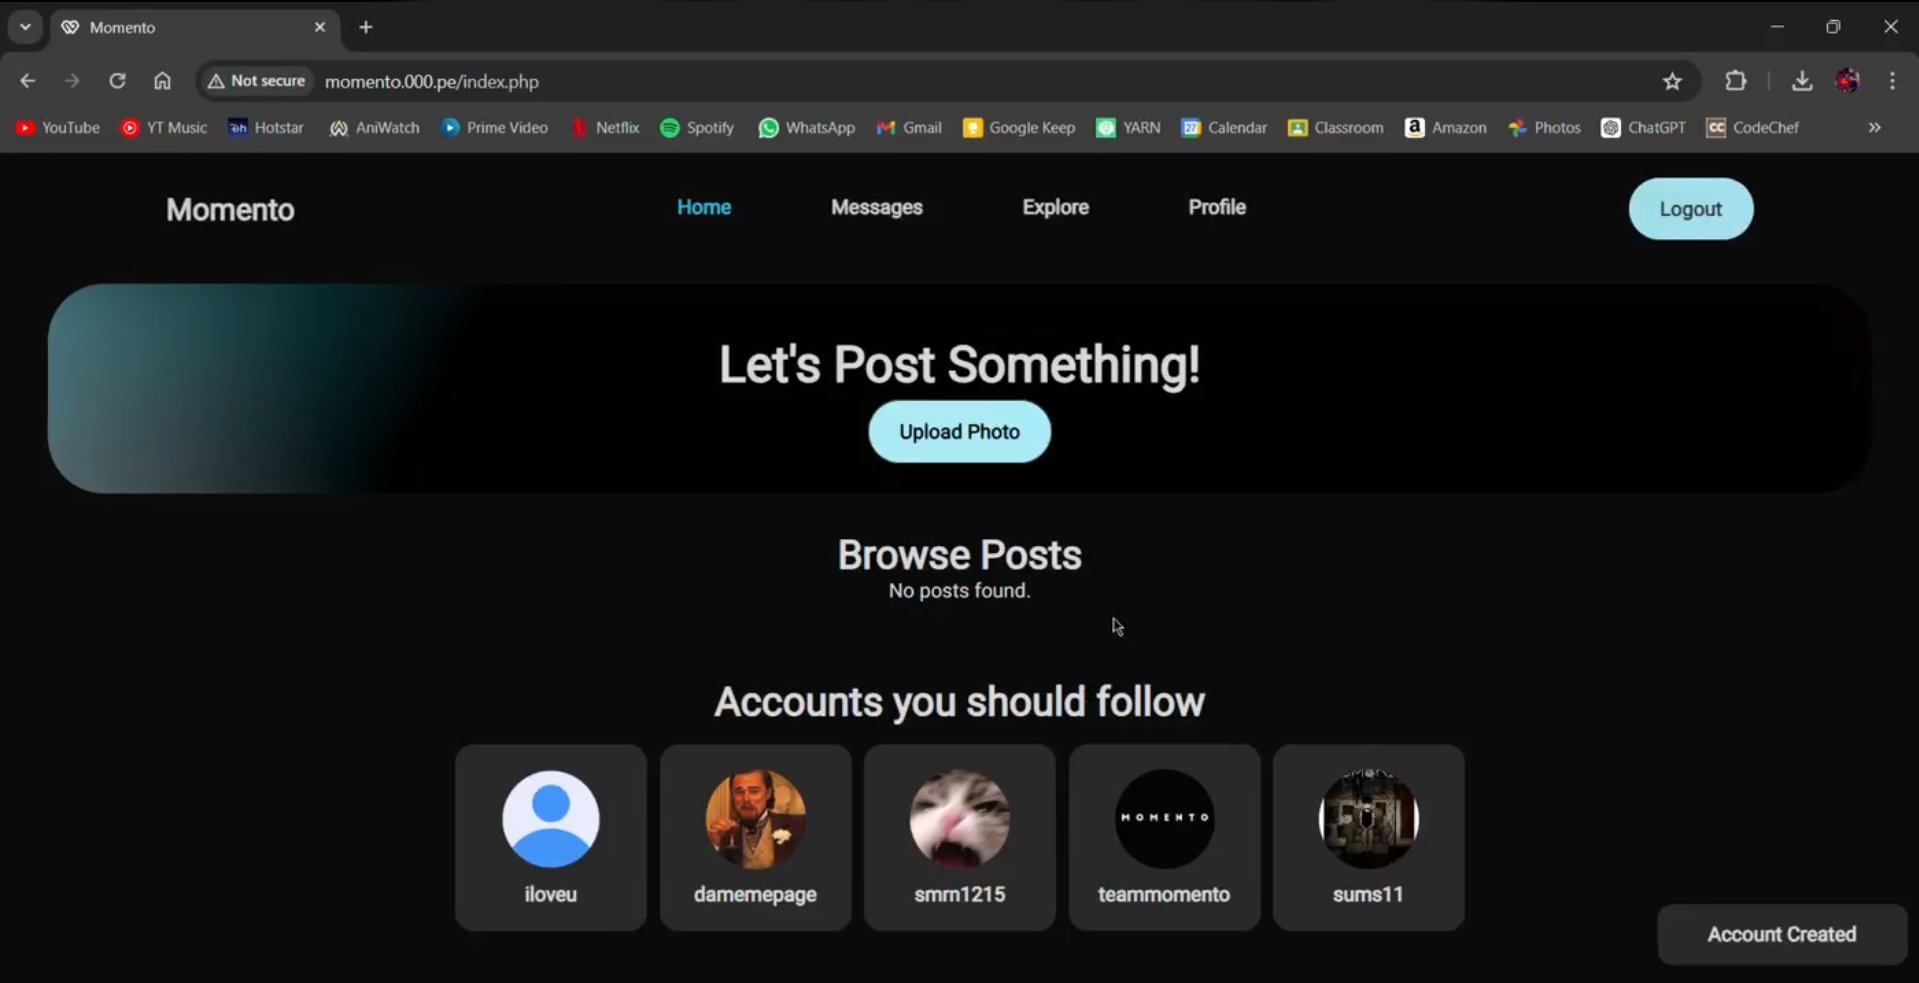 Momento
Not secure momento.000.pe/index.php
YouTube YT Music Hotstar AniWatch Prime Video Netflix Spotify WhatsApp Gmail Google Keep YARN Calendar Classroom Amazon Photos ChatGPT CodeChef
Momento Home Messages Explore Profile Logout
Let's Post Something!
Upload Photo
Browse Posts
No posts found.
Accounts you should follow
MOMENTO
iloveu damemepage smrn1215 teammomento sums11
Account Created